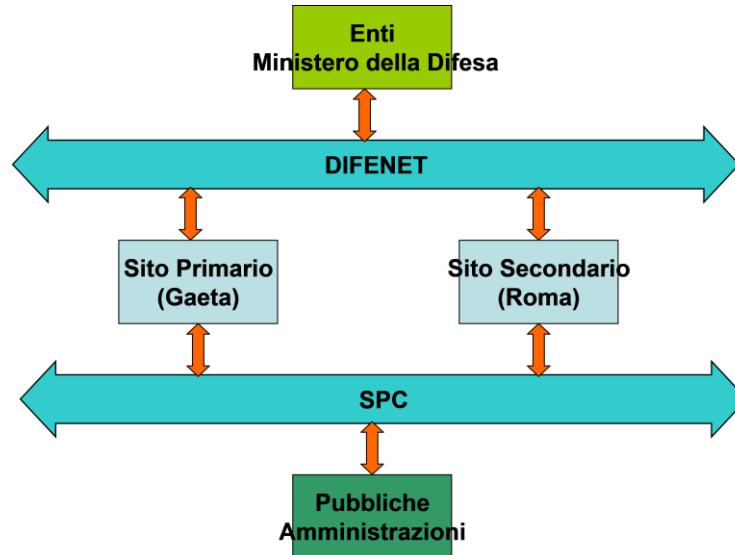 Enti
Ministero della Difesa
DIFENET
Sito Primario
(Gaeta)
Sito Secondario
(Roma)
SPC
Pubbliche
Amministrazioni